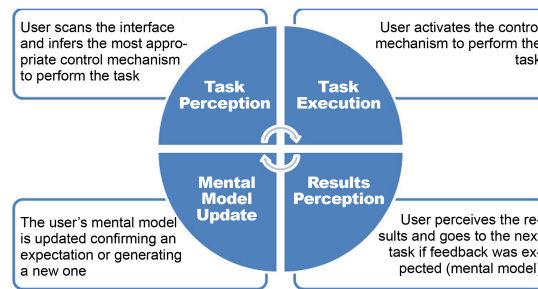 User scans the interface
and infers the most appro-
priate control mechanism
to perform the task
User activates the contro
mechanism to perform the
task
Task
Perception
Task
Execution
Mental
Model
Update
Results
Perception
The user's mental model
is updated confirming an
expectation or generating
a new one
User perceives the re-
sults and goes to the nex
task if feedback was ex-
pected (mental model)